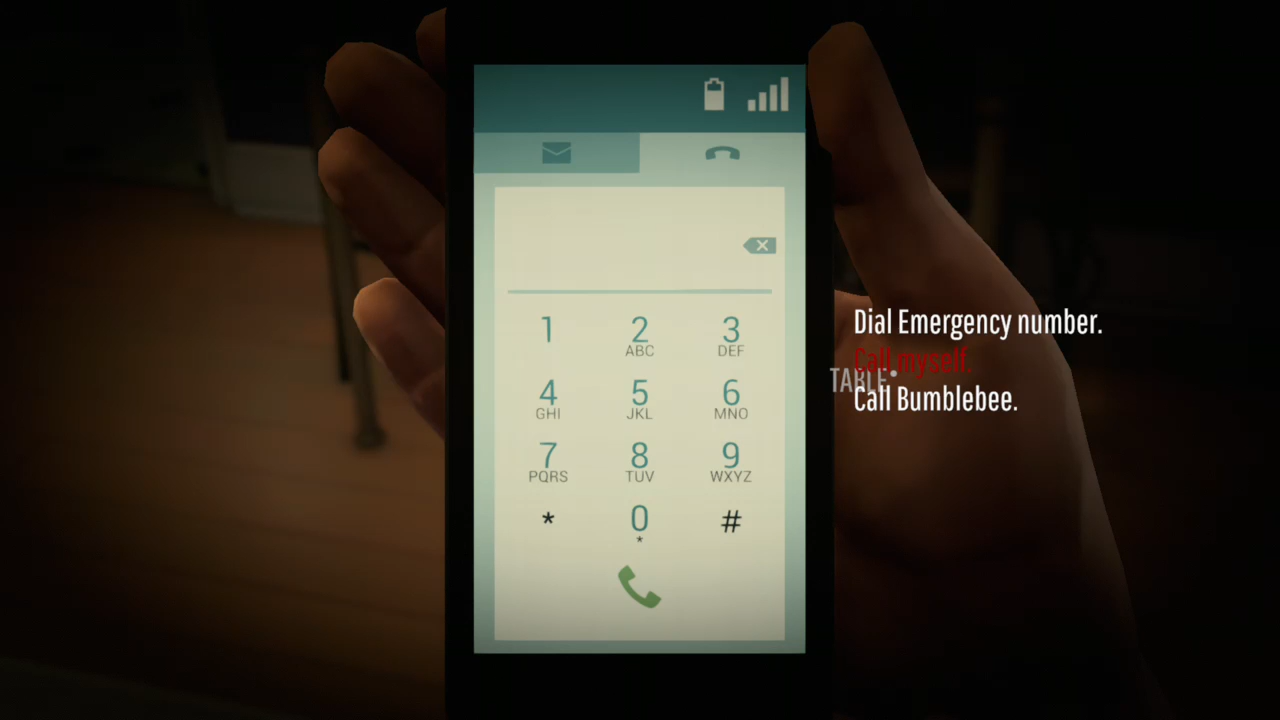 1
2
ABC
3
DEF
4
GHI
5
JKL
6
MNO
7
PQRS
8
TUV
9
WXYZ
*
0
*
#
Dial Emergency number.
Call myself.
TABLE*
Call Bumblebee.